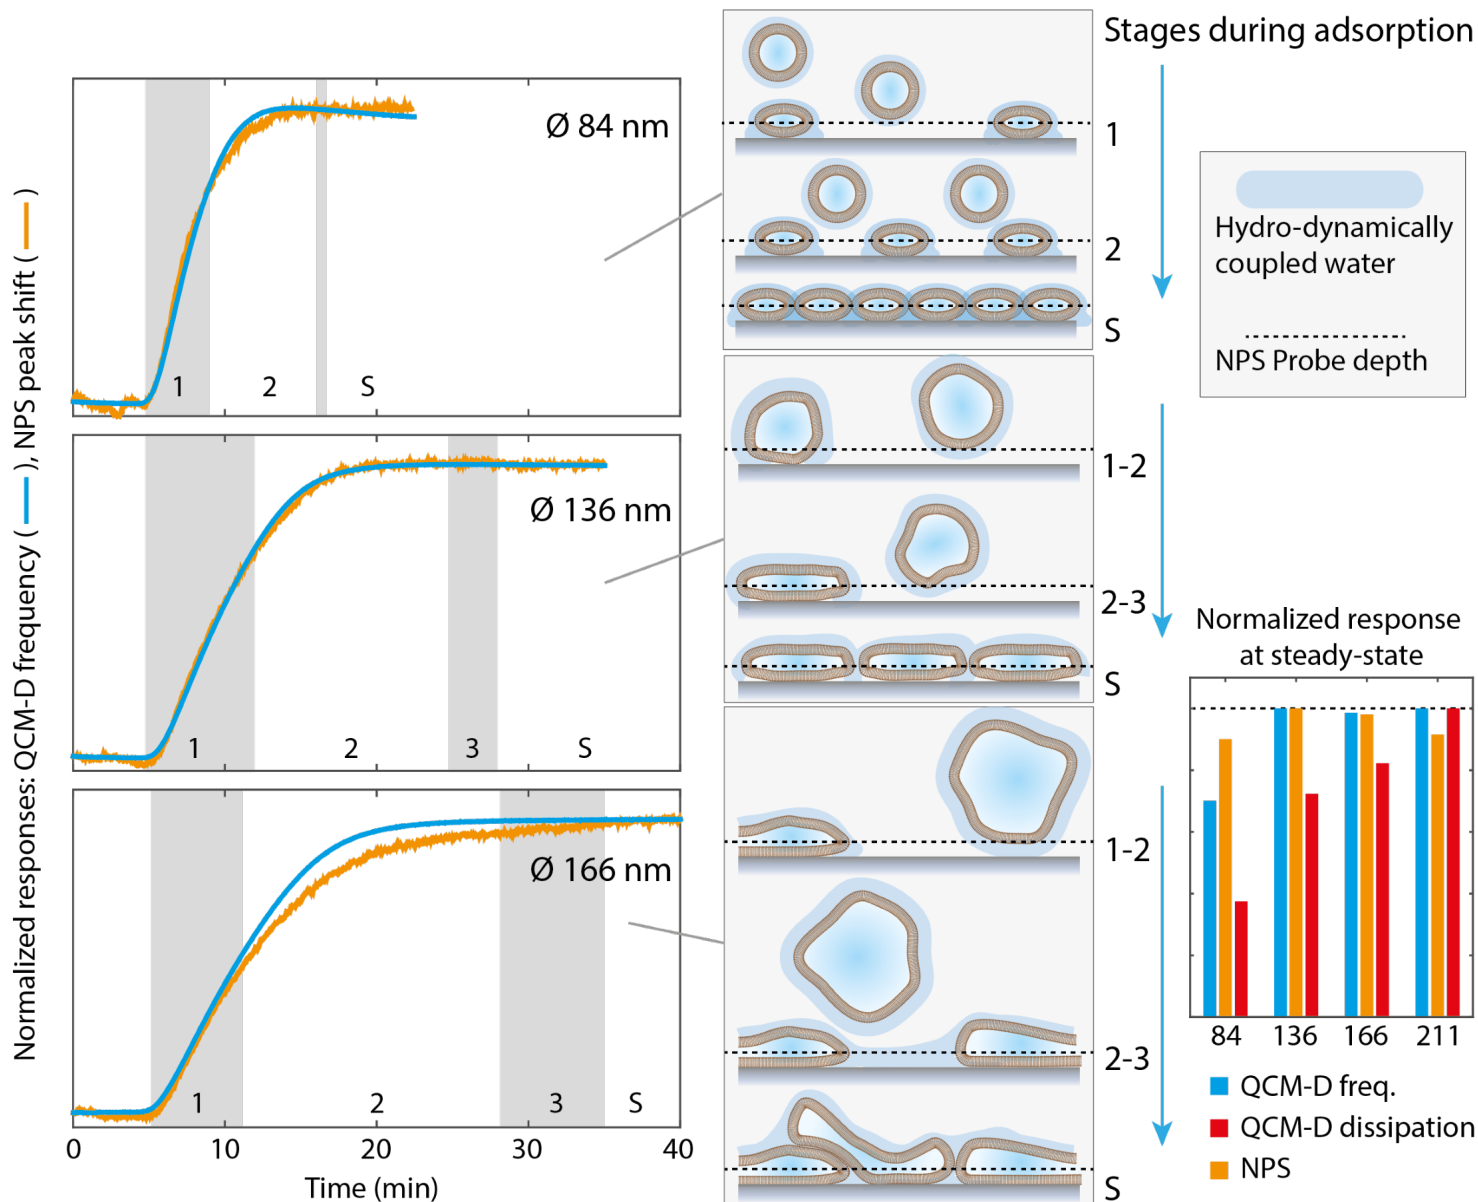 Normalized responses: QCM-D frequency ( ), NPS peak shift ( )
Ø 84 nm
1
2
S
Ø 136 nm
1
2
3
S
Ø 166 nm
1
2
3
S
0
10
20
30
40
Time (min)
Stages during adsorption
1
2
S
1-2
2-3
S
1-2
2-3
S
Hydro-dynamically
coupled water
NPS Probe depth
Normalized response
at steady-state
84
136
166
211
QCM-D freq.
QCM-D dissipation
NPS